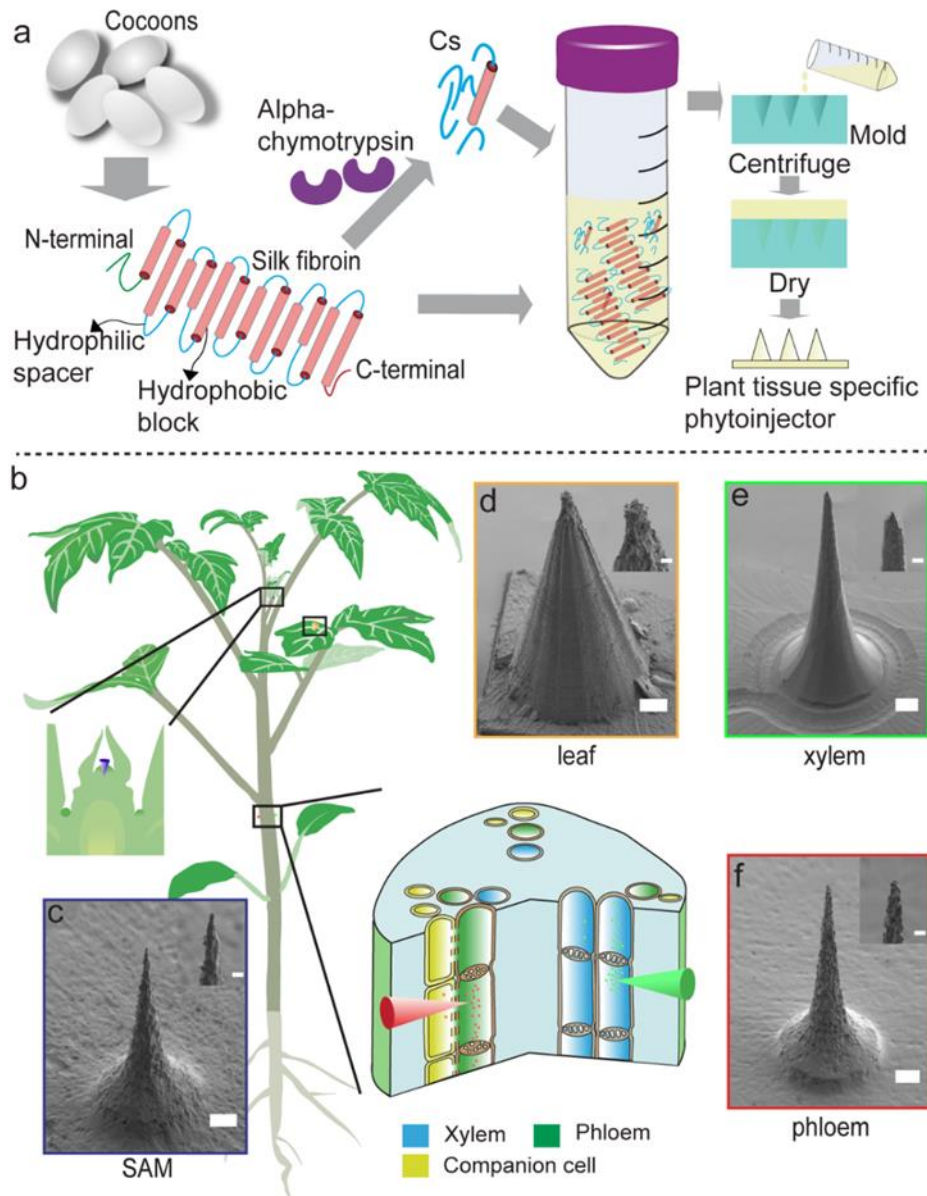 a
Cocoons
Cs
Alpha-
chymotrypsin
Mold
Centrifuge
N-terminal
Silk fibroin
Dry
Hydrophilic
spacer
Hydrophobic
block
C-terminal
Plant tissue specific
phytoinjector
b
d
e
leaf
xylem
c
f
SAM
Xylem
Phloem
Companion cell
phloem